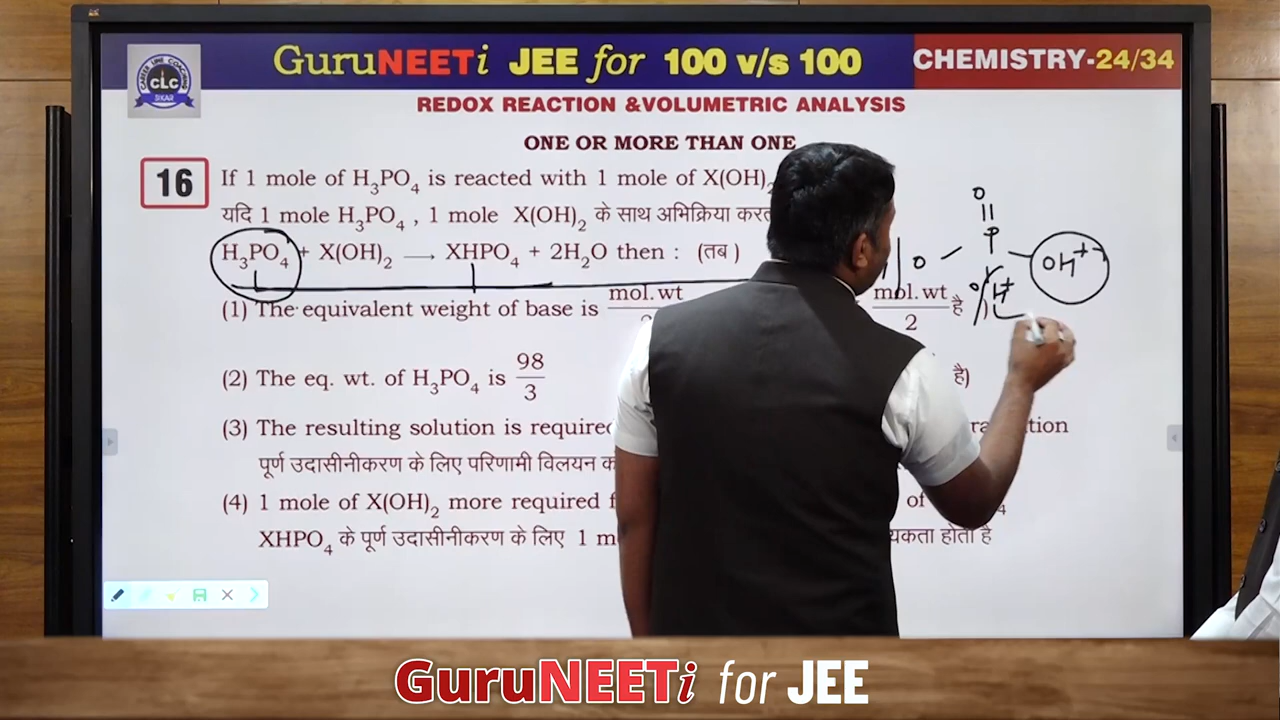 CLC
SIKAR
GuruNEETi JEE for 100 v/s 100
CHEMISTRY-24/34
REDOX REACTION &VOLUMETRIC ANALYSIS
ONE OR MORE THAN ONE
16
If 1 mole of H₃PO₄ is reacted with 1 mole of X(OH)₂
यदि 1 mole H₃PO₄ , 1 mole X(OH)₂ के साथ अभिक्रिया
H₃PO₄ + X(OH)₂ → XHPO₄ + 2H₂O then : (तब)
(1) The equivalent weight of base is mol.wt
mol.wt/2 है
(2) The eq. wt. of H₃PO₄ is 98/3
है)
(3) The resulting solution is
पूर्ण उदासीनीकरण के लिए परिणामी विलयन
(4) 1 mole of X(OH)₂ more required of
XHPO₄ के पूर्ण उदासीनीकरण के लिए 1 होता है
O
P
O
OH⁺
O
H⁺
GuruNEETi for JEE